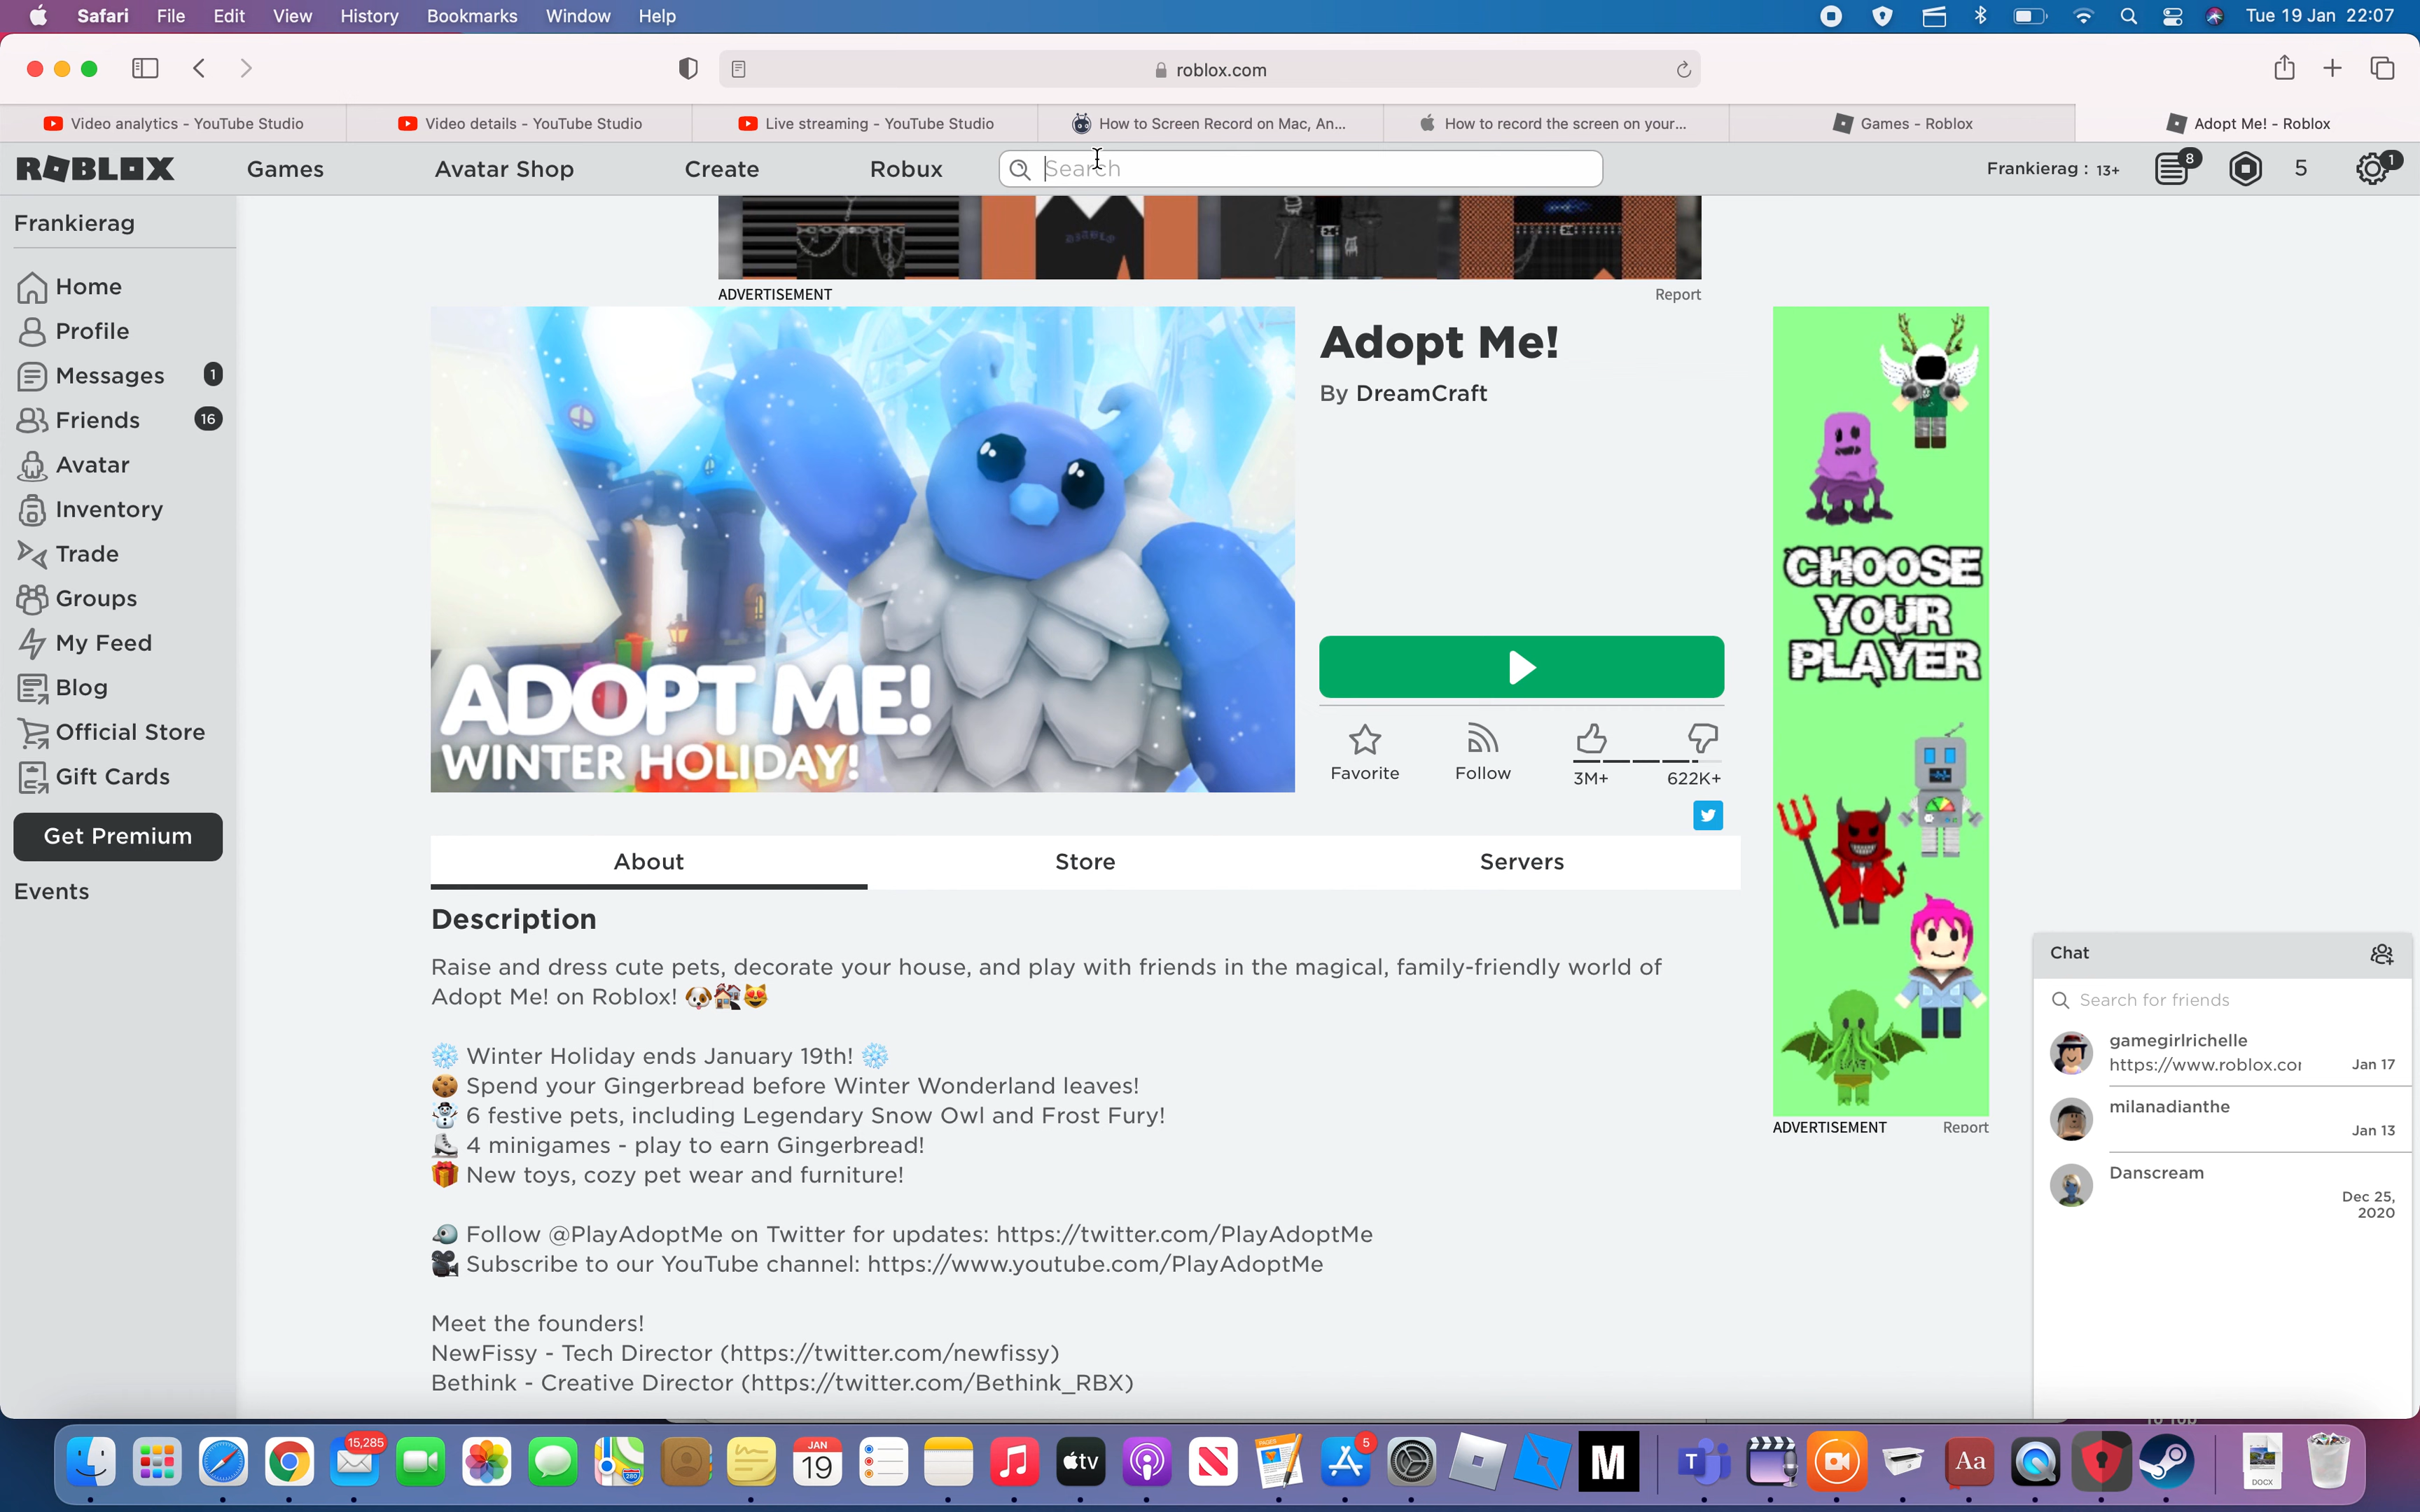 Safari File Edit View History Bookmarks Window Help Tue 19 Jan 22:07
roblox.com
Video analytics - YouTube Studio Video details - YouTube Studio Live streaming - YouTube Studio How to Screen Record on Mac, An... How to record the screen on your... Games - Roblox Adopt Me! - Roblox
ROBLOX Games Avatar Shop Create Robux Search Frankierag : 13+ 8 5 1
Frankierag
Home
Profile
Messages 1
Friends 16
Avatar
Inventory
Trade
Groups
My Feed
Blog
Official Store
Gift Cards
Get Premium
Events
DIABLO
ADVERTISEMENT Report
ADOPT ME!
WINTER HOLIDAY!
Adopt Me!
By DreamCraft
Favorite Follow 3M+ 622K+
About Store Servers
Description
Raise and dress cute pets, decorate your house, and play with friends in the magical, family-friendly world of
Adopt Me! on Roblox! 🐶🏡😻
❄️ Winter Holiday ends January 19th! ❄️
🍪 Spend your Gingerbread before Winter Wonderland leaves!
☃️ 6 festive pets, including Legendary Snow Owl and Frost Fury!
⛸️ 4 minigames - play to earn Gingerbread!
🎁 New toys, cozy pet wear and furniture!
🐦 Follow @PlayAdoptMe on Twitter for updates: https://twitter.com/PlayAdoptMe
🎥 Subscribe to our YouTube channel: https://www.youtube.com/PlayAdoptMe
Meet the founders!
NewFissy - Tech Director (https://twitter.com/newfissy)
Bethink - Creative Director (https://twitter.com/Bethink_RBX)
CHOOSE
YOUR
PLAYER
ADVERTISEMENT Report
Chat
Search for friends
gamegirlrichelle
https://www.roblox.co Jan 17
milanadianthe
Jan 13
Danscream
Dec 25,
2020
15,285 JAN 19 280 tv PAGES 5 M T Aa DOCX